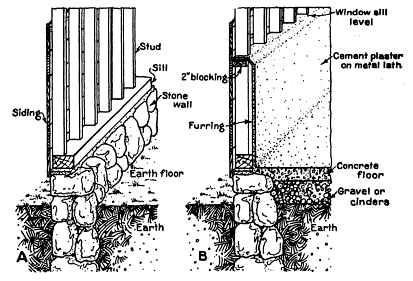 Stud
Sill
Stone
wall
Siding
Earth floor
Earth
A
Window sill
level
2" blocking
Cement plaster
on metal lath
Furring
Concrete
floor
Gravel or
cinders
Earth
B